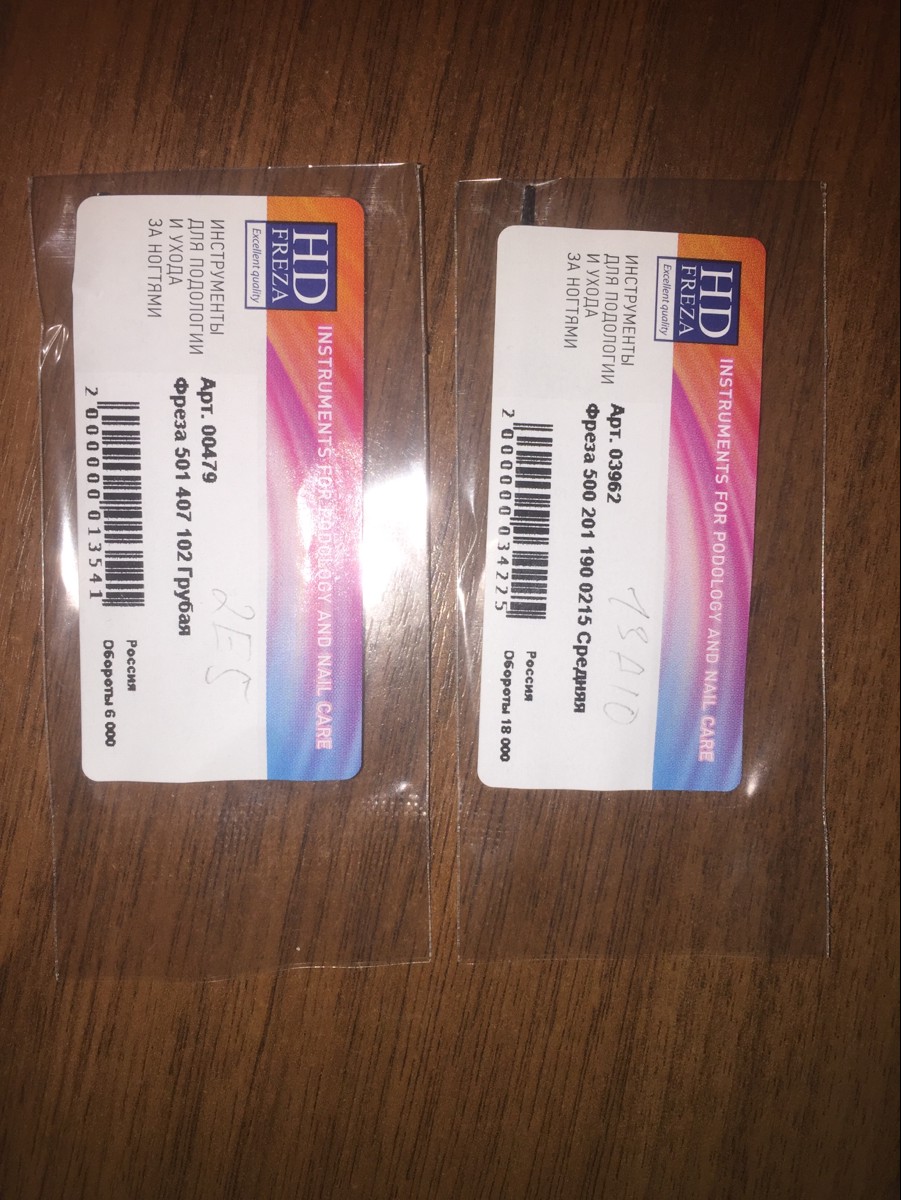 HD
FREZA
Excellent quality
INSTRUMENTS FOR PODOLOGY AND NAIL CARE
ИНСТРУМЕНТЫ
ДЛЯ ПОДОЛОГИИ
И УХОДА
ЗА НОГТЯМИ
Арт. 00479
Фреза 501 407 102 Грубая
2E5
2 000000 013541
Россия
Обороты 6 000
HD
FREZA
Excellent quality
INSTRUMENTS FOR PODOLOGY AND NAIL CARE
ИНСТРУМЕНТЫ
ДЛЯ ПОДОЛОГИИ
И УХОДА
ЗА НОГТЯМИ
Арт. 03962
Фреза 500 201 190 0215 Средняя
2 000000 034225
Россия
Обороты 18 000